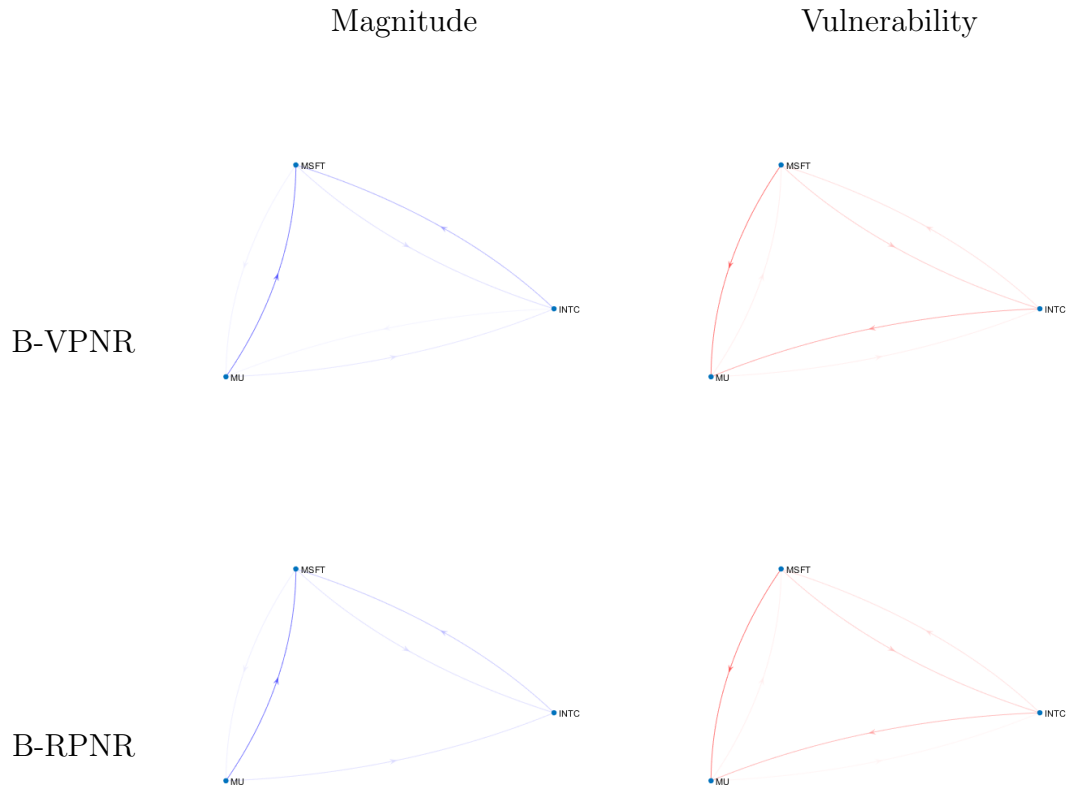 Magnitude Vulnerability
MSFT MSFT
INTC INTC
B-VPNR
MU MU
MSFT MSFT
INTC INTC
B-RPNR
MU MU